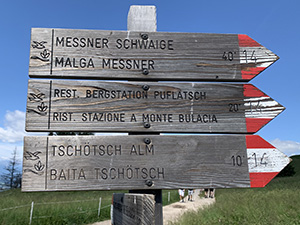 MESSNER SCHWAIGE 40' 14
MALGA MESSNER
REST. BERGSTATION PUFLATSCH 20' 14
RIST. STAZIONE A MONTE BULACIA
TSCHÖTSCH ALM 10' 14
BAITA TSCHÖTSCH